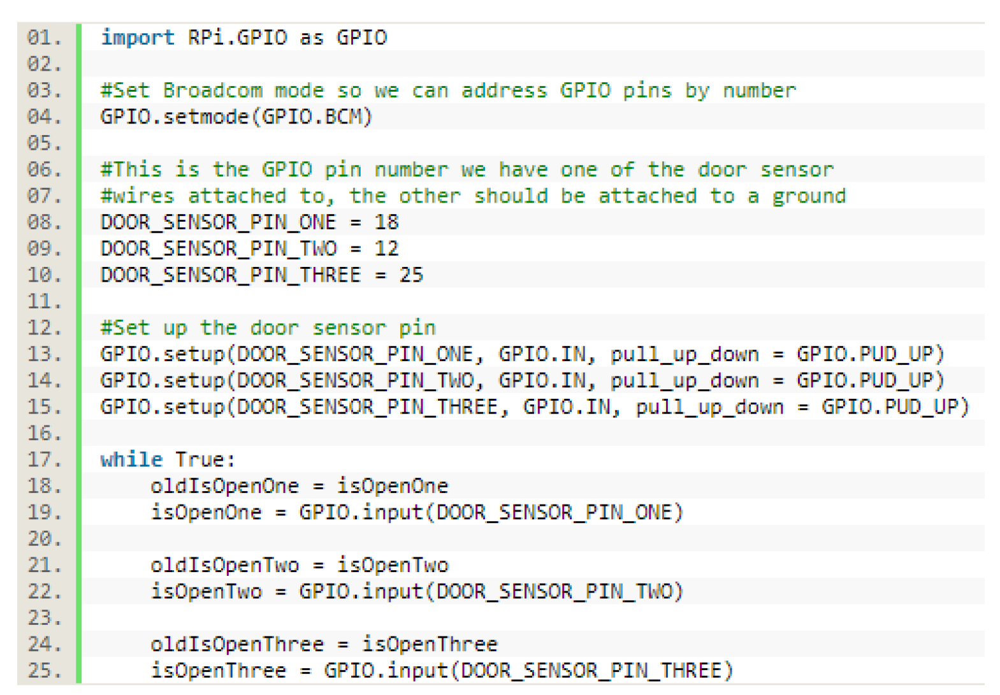 01. import RPi.GPIO as GPIO
02.
03. #Set Broadcom mode so we can address GPIO pins by number
04. GPIO.setmode(GPIO.BCM)
05.
06. #This is the GPIO pin number we have one of the door sensor
07. #wires attached to, the other should be attached to a ground
08. DOOR_SENSOR_PIN_ONE = 18
09. DOOR_SENSOR_PIN_TWO = 12
10. DOOR_SENSOR_PIN_THREE = 25
11.
12. #Set up the door sensor pin
13. GPIO.setup(DOOR_SENSOR_PIN_ONE, GPIO.IN, pull_up_down = GPIO.PUD_UP)
14. GPIO.setup(DOOR_SENSOR_PIN_TWO, GPIO.IN, pull_up_down = GPIO.PUD_UP)
15. GPIO.setup(DOOR_SENSOR_PIN_THREE, GPIO.IN, pull_up_down = GPIO.PUD_UP)
16.
17. while True:
18.     oldIsOpenOne = isOpenOne
19.     isOpenOne = GPIO.input(DOOR_SENSOR_PIN_ONE)
20.
21.     oldIsOpenTwo = isOpenTwo
22.     isOpenTwo = GPIO.input(DOOR_SENSOR_PIN_TWO)
23.
24.     oldIsOpenThree = isOpenThree
25.     isOpenThree = GPIO.input(DOOR_SENSOR_PIN_THREE)